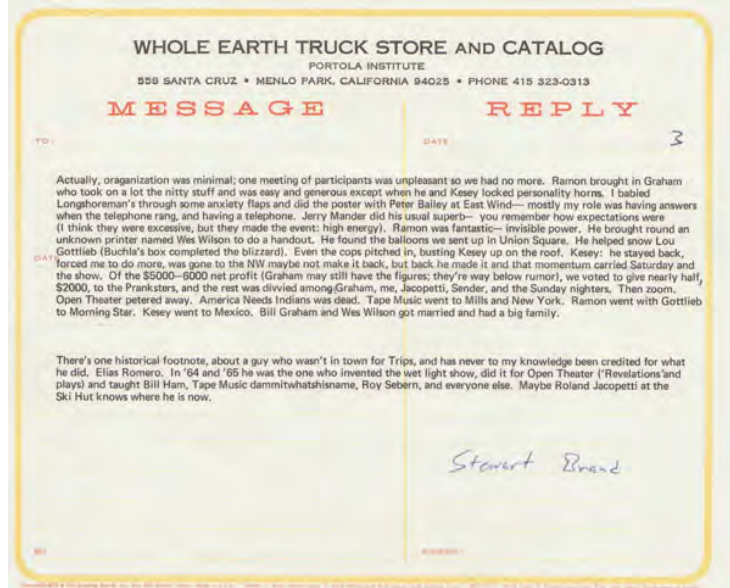 WHOLE EARTH TRUCK STORE AND CATALOG
PORTOLA INSTITUTE
558 SANTA CRUZ • MENLO PARK, CALIFORNIA 94025 • PHONE 415 323-0313
MESSAGE REPLY
TO: DATE 3
Actually, oraganization was minimal; one meeting of participants was unpleasant so we had no more. Ramon brought in Graham
who took on a lot the nitty stuff and was easy and generous except when he and Kesey locked personality horns. I babied
Longshoreman's through some anxiety flaps and did the poster with Peter Bailey at East Wind— mostly my role was having answers
when the telephone rang, and having a telephone. Jerry Mander did his usual superb— you remember how expectations were
(I think they were excessive, but they made the event: high energy). Ramon was fantastic— invisible power. He brought round an
unknown printer named Wes Wilson to do a handout. He found the balloons we sent up in Union Square. He helped snow Lou
Gottlieb (Buchla's box completed the blizzard). Even the cops pitched in, busting Kesey up on the roof. Kesey: he stayed back,
DATE
forced me to do more, was gone to the NW maybe not make it back, but back he made it and that momentum carried Saturday and
the show. Of the $5000—6000 net profit (Graham may still have the figures; they're way below rumor), we voted to give nearly half,
$2000, to the Pranksters, and the rest was divvied among Graham, me, Jacopetti, Sender, and the Sunday nighters. Then zoom.
Open Theater petered away. America Needs Indians was dead. Tape Music went to Mills and New York. Ramon went with Gottlieb
to Morning Star. Kesey went to Mexico. Bill Graham and Wes Wilson got married and had a big family.
There's one historical footnote, about a guy who wasn't in town for Trips, and has never to my knowledge been credited for what
he did. Elias Romero. In '64 and '65 he was the one who invented the wet light show, did it for Open Theater ('Revelations'and
plays) and taught Bill Ham, Tape Music dammitwhatshisname, Roy Sebern, and everyone else. Maybe Roland Jacopetti at the
Ski Hut knows where he is now.
Stewart Brand
BY